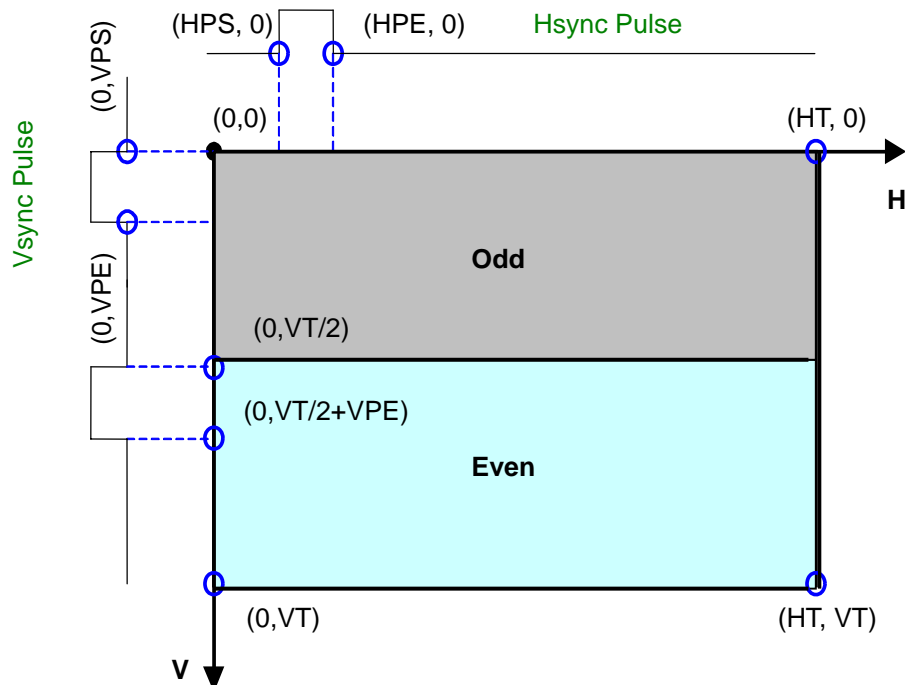 (HPS, 0)
(HPE, 0)
Hsync Pulse
(0,VPS)
(0,0)
(HT, 0)
H
Vsync Pulse
Odd
(0,VPE)
(0,VT/2)
(0,VT/2+VPE)
Even
(0,VT)
(HT, VT)
V